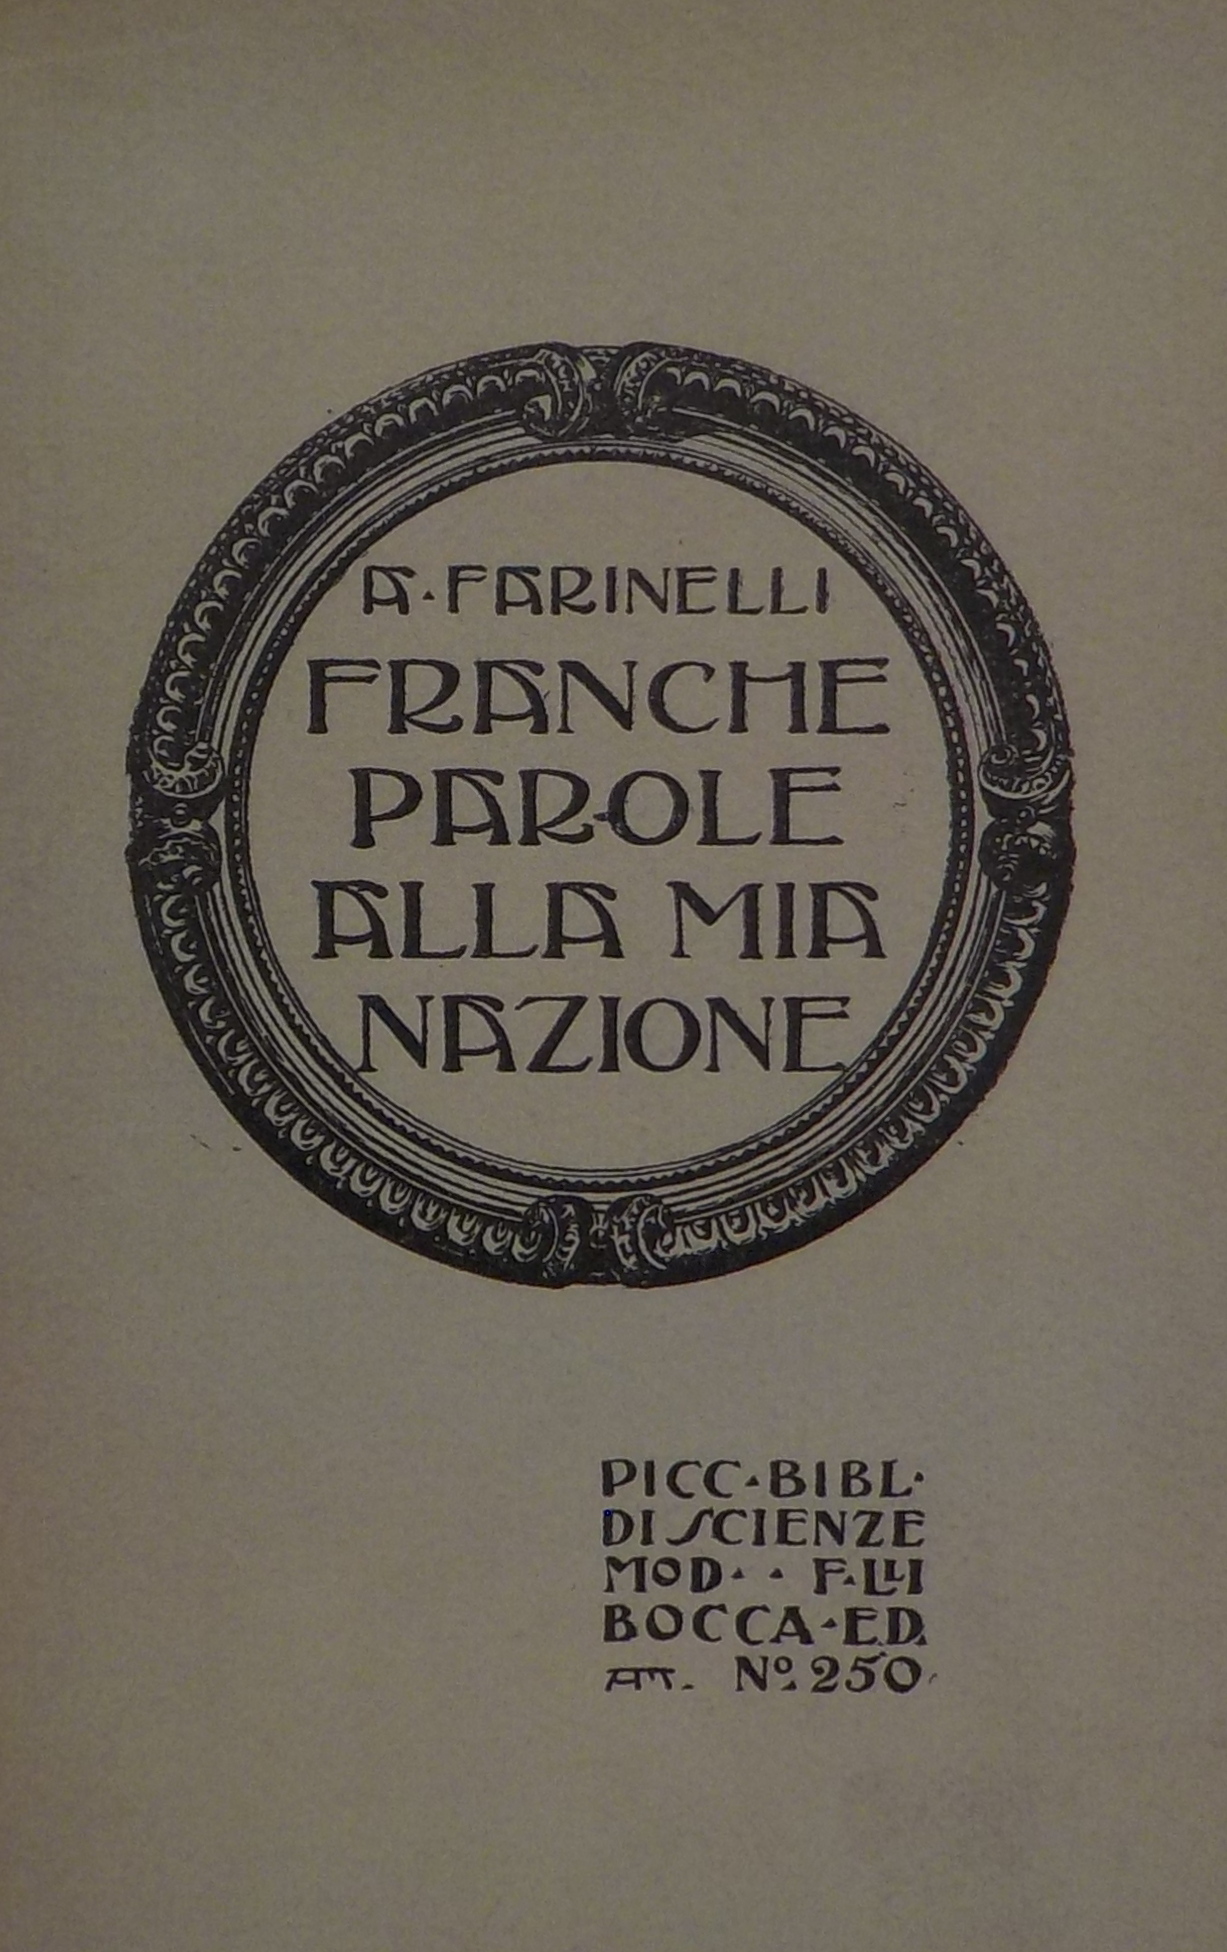 A·FARINELLI
FRANCHE
PAROLE
ALLA MIA
NAZIONE
PICC·BIBL·
DI SCIENZE
MOD·· F·LLI
BOCCA·ED.
Nº 250